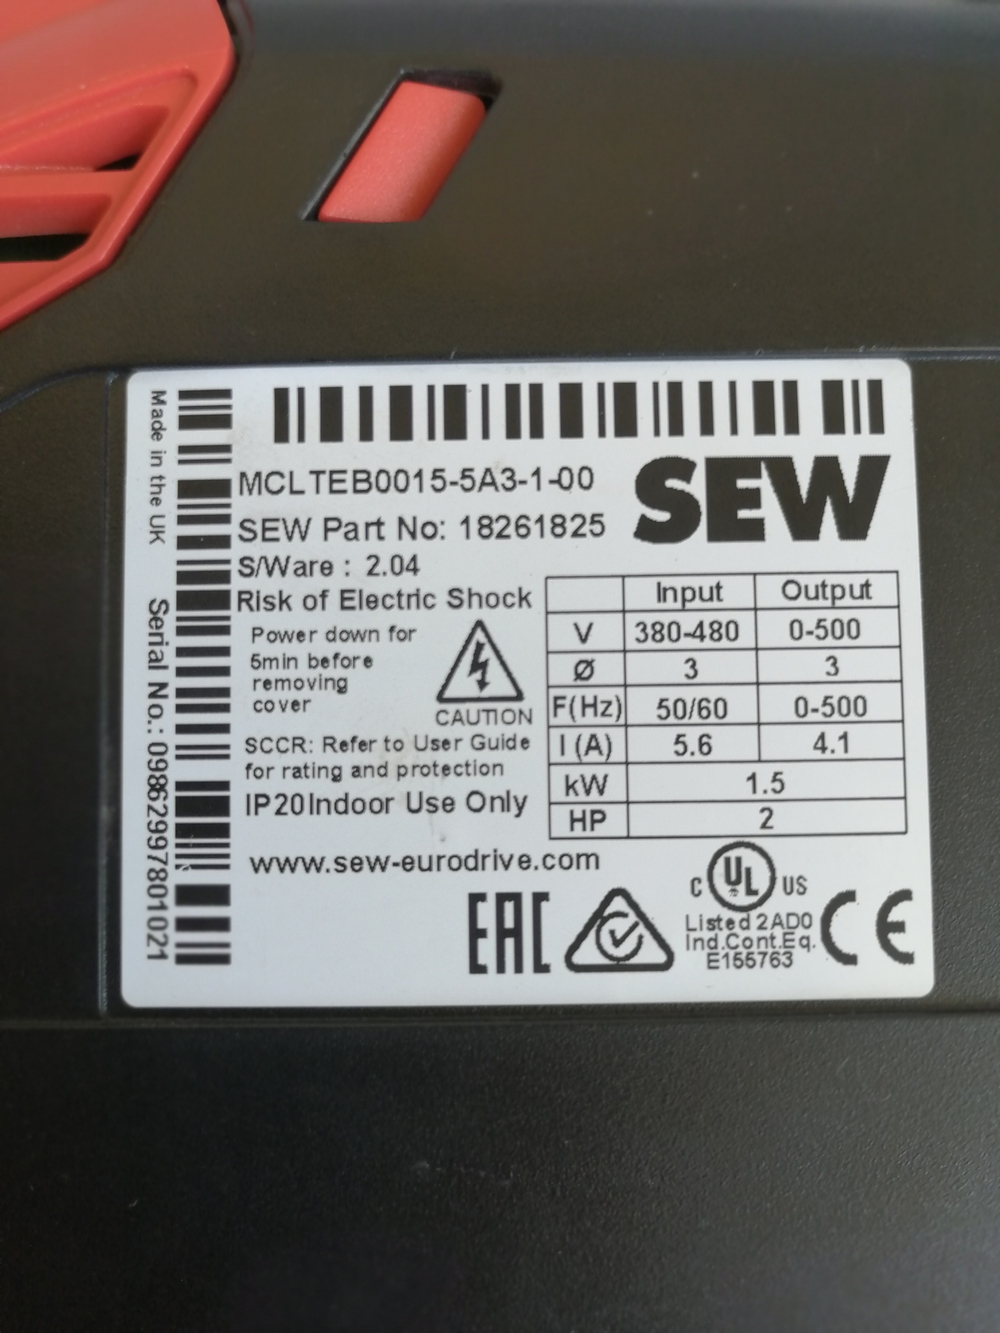 Made in the UK
Serial No.: 09862997801021
MCLTEB0015-5A3-1-00
SEW Part No: 18261825
SEW
S/Ware : 2.04
Risk of Electric Shock
Power down for
5min before
removing
cover
CAUTION
SCCR: Refer to User Guide
for rating and protection
IP20Indoor Use Only
Input Output
V 380-480 0-500
Ø 3 3
F(Hz) 50/60 0-500
I (A) 5.6 4.1
kW 1.5
HP 2
www.sew-eurodrive.com
EAC
C UL US
Listed 2AD0
Ind.Cont.Eq.
E155763
CE